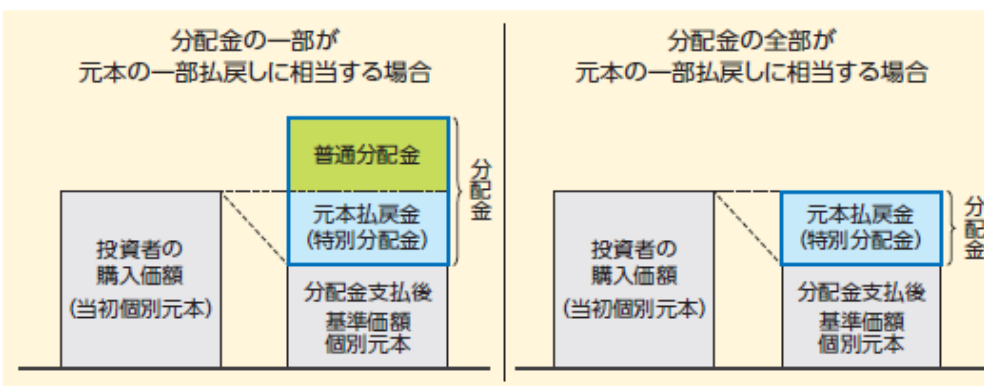 分配金の一部が
元本の一部払戻しに相当する場合
普通分配金
元本払戻金
(特別分配金)
分配金
投資者の
購入価額
(当初個別元本)
分配金支払後
基準価額
個別元本
分配金の全部が
元本の一部払戻しに相当する場合
元本払戻金
(特別分配金)
分配金
投資者の
購入価額
(当初個別元本)
分配金支払後
基準価額
個別元本